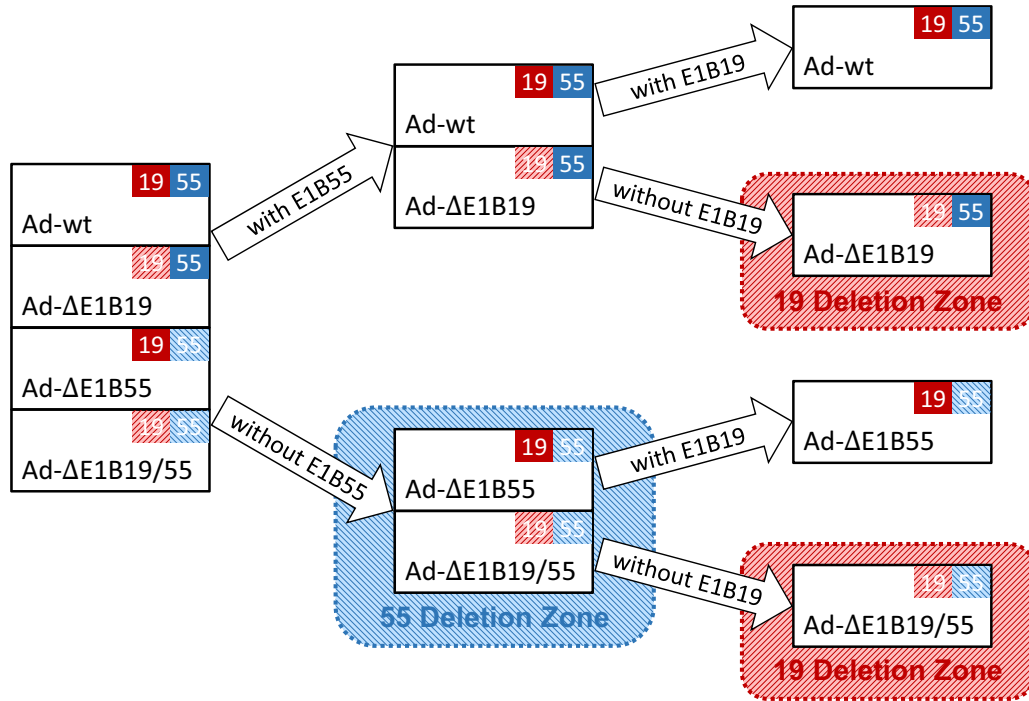 19 55
Ad-wt
19 55
Ad-ΔE1B19
19 55
Ad-ΔE1B55
19 55
Ad-ΔE1B19/55
with E1B55
without E1B55
19 55
Ad-wt
19 55
Ad-ΔE1B19
19 55
Ad-ΔE1B55
19 55
Ad-ΔE1B19/55
55 Deletion Zone
with E1B19
without E1B19
with E1B19
without E1B19
19 55
Ad-wt
19 55
Ad-ΔE1B19
19 Deletion Zone
19 55
Ad-ΔE1B55
19 55
Ad-ΔE1B19/55
19 Deletion Zone